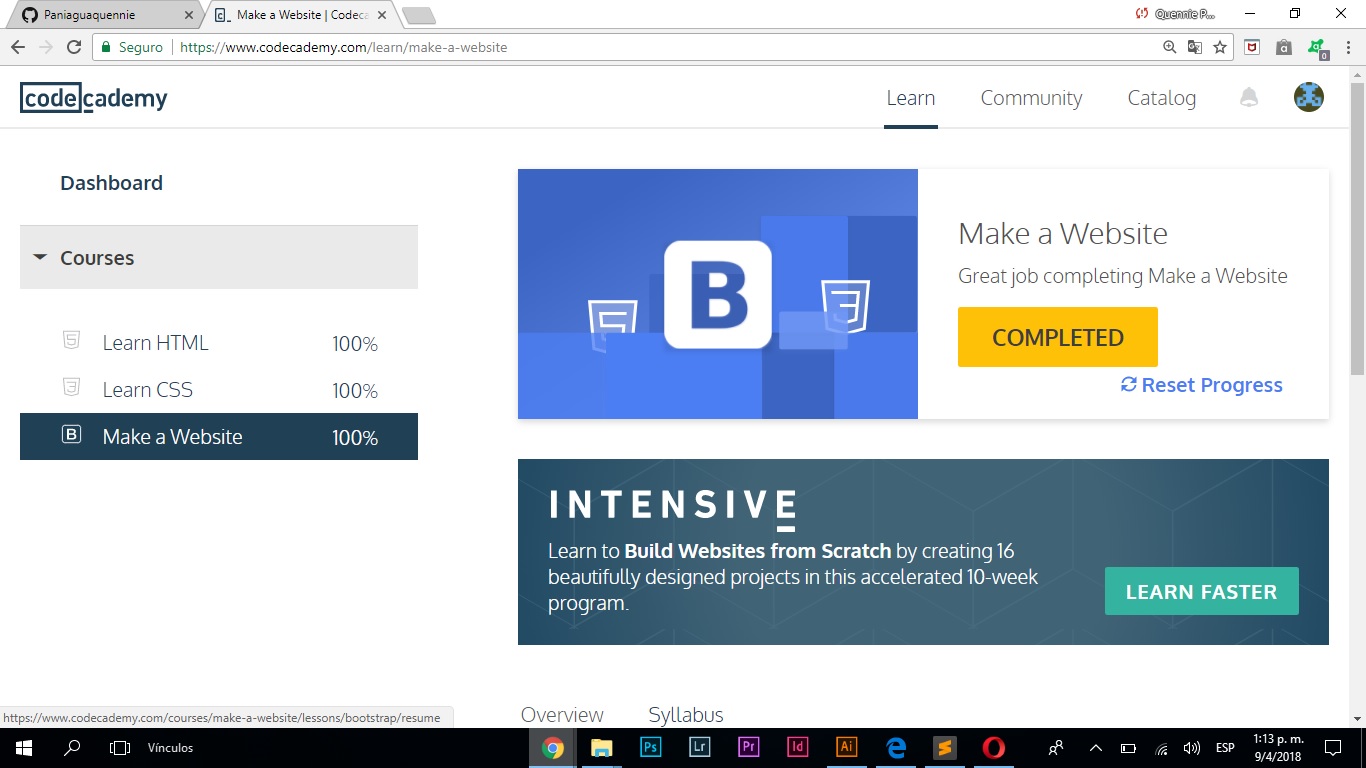 Paniaguaquennie
Make a Website | Codeca
Quennie P...
Seguro
https://www.codecademy.com/learn/make-a-website
codecademy
Learn
Community
Catalog
Dashboard
Courses
Learn HTML 100%
Learn CSS 100%
B Make a Website 100%
B
Make a Website
Great job completing Make a Website
COMPLETED
Reset Progress
INTENSIVE
Learn to Build Websites from Scratch by creating 16
beautifully designed projects in this accelerated 10-week
program.
LEARN FASTER
Overview
Syllabus
https://www.codecademy.com/courses/make-a-website/lessons/bootstrap/resume
Vínculos
Ps
Lr
Pr
Id
Ai
ESP
1:13 p. m.
9/4/2018